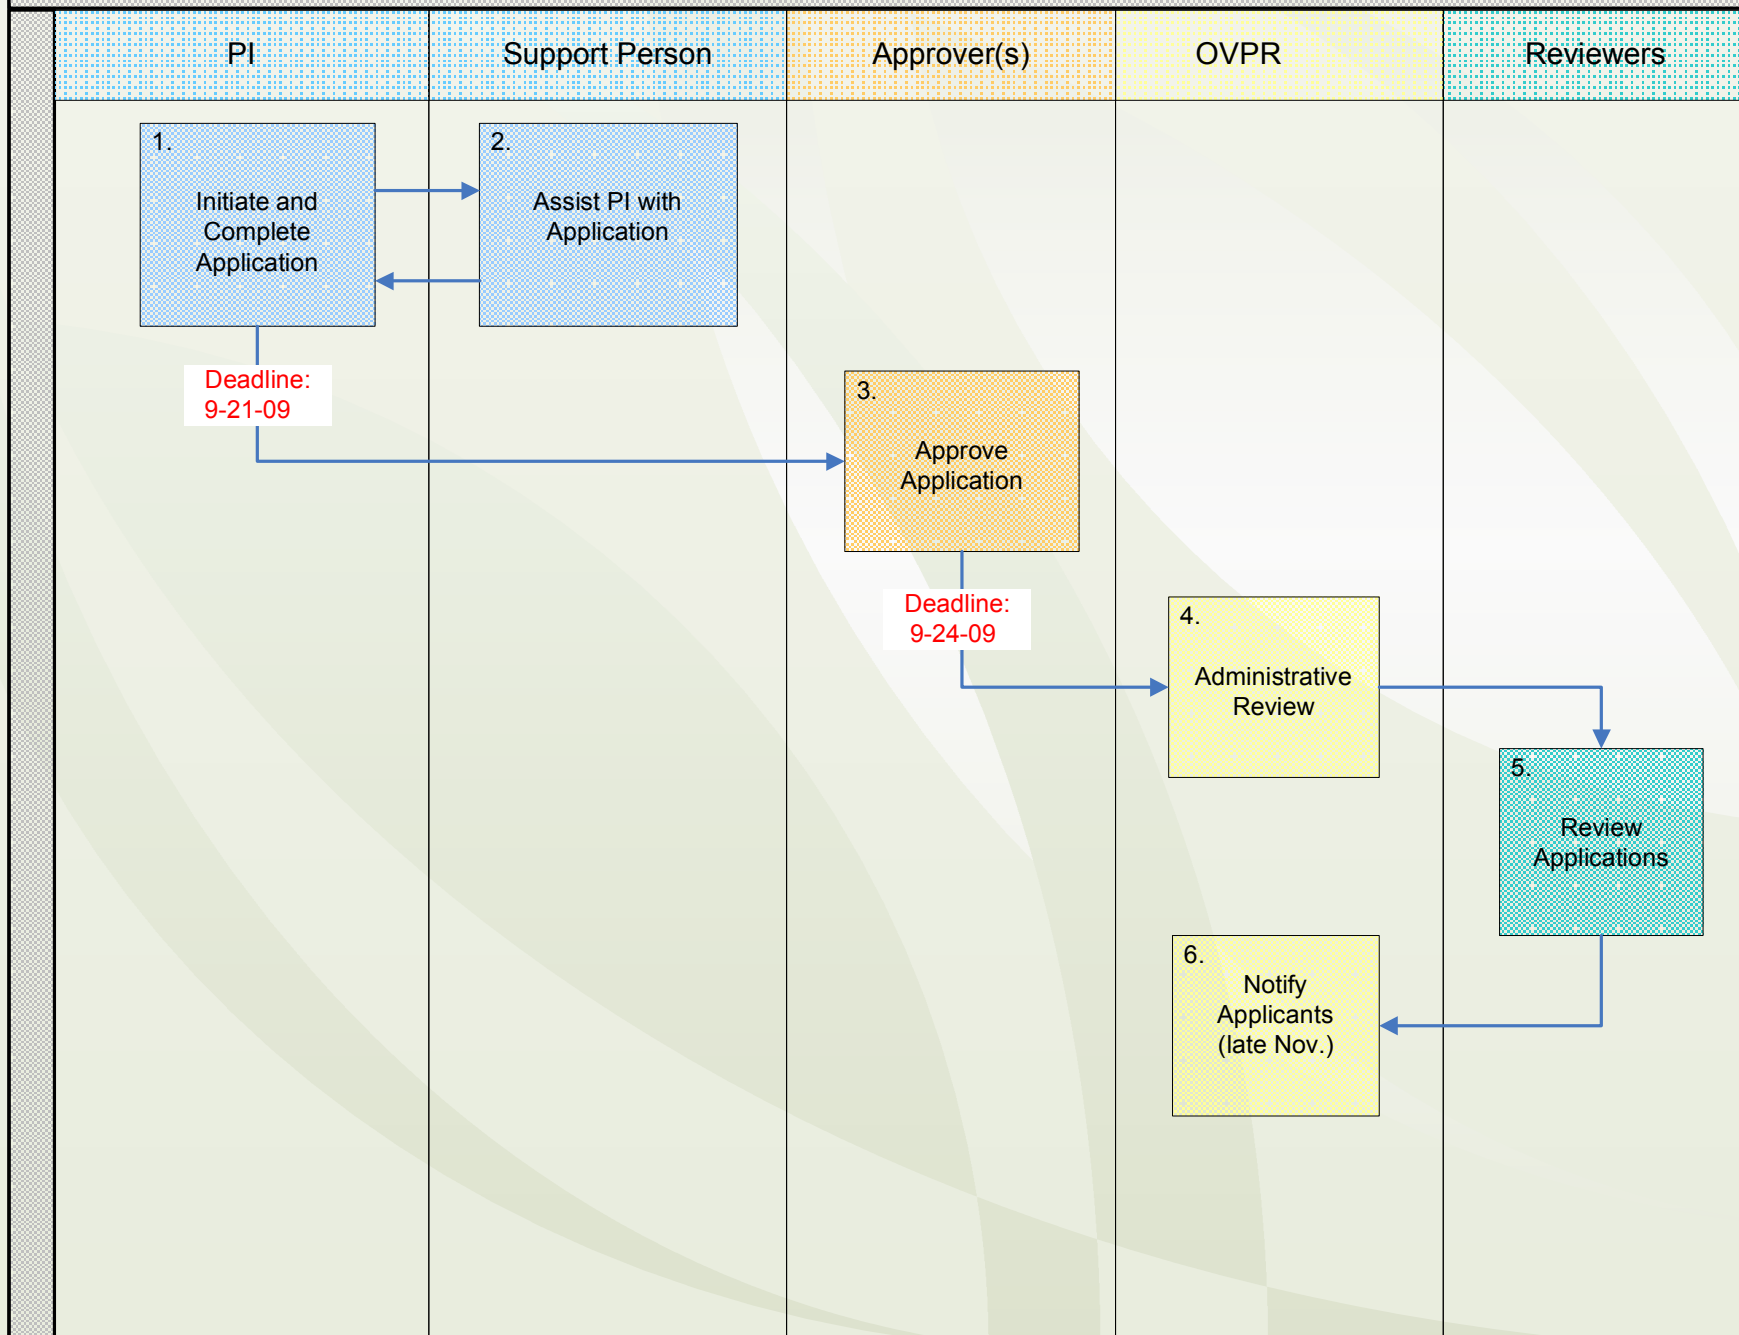 PI
Support Person
Approver(s)
OVPR
Reviewers
1.
Initiate and
Complete
Application
2.
Assist PI with
Application
Deadline:
9-21-09
3.
Approve
Application
Deadline:
9-24-09
4.
Administrative
Review
5.
Review
Applications
6.
Notify
Applicants
(late Nov.)